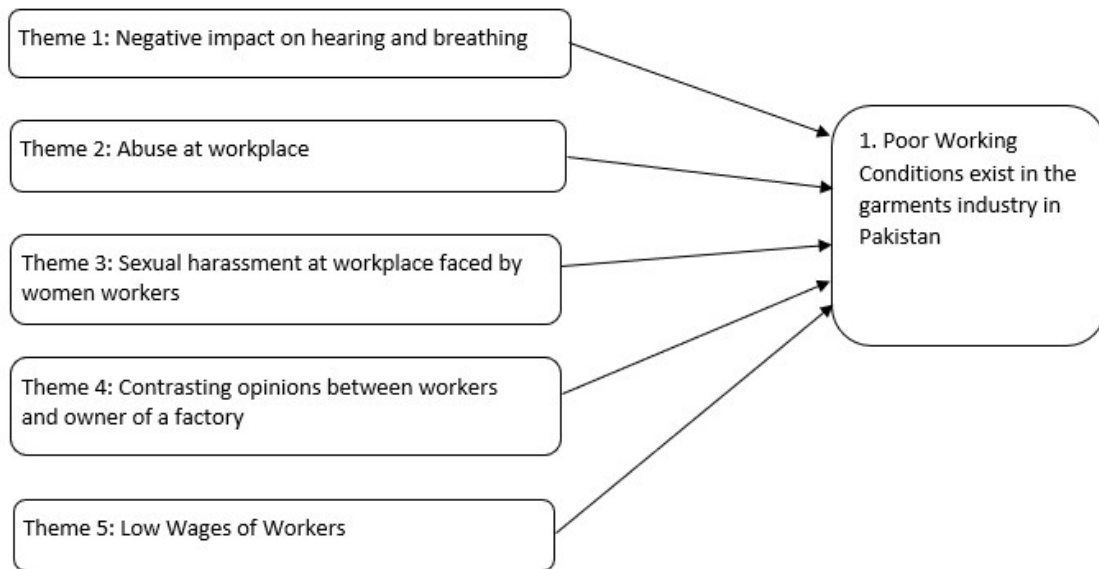 Theme 1: Negative impact on hearing and breathing
Theme 2: Abuse at workplace
Theme 3: Sexual harassment at workplace faced by
women workers
Theme 4: Contrasting opinions between workers
and owner of a factory
Theme 5: Low Wages of Workers
1. Poor Working
Conditions exist in the
garments industry in
Pakistan